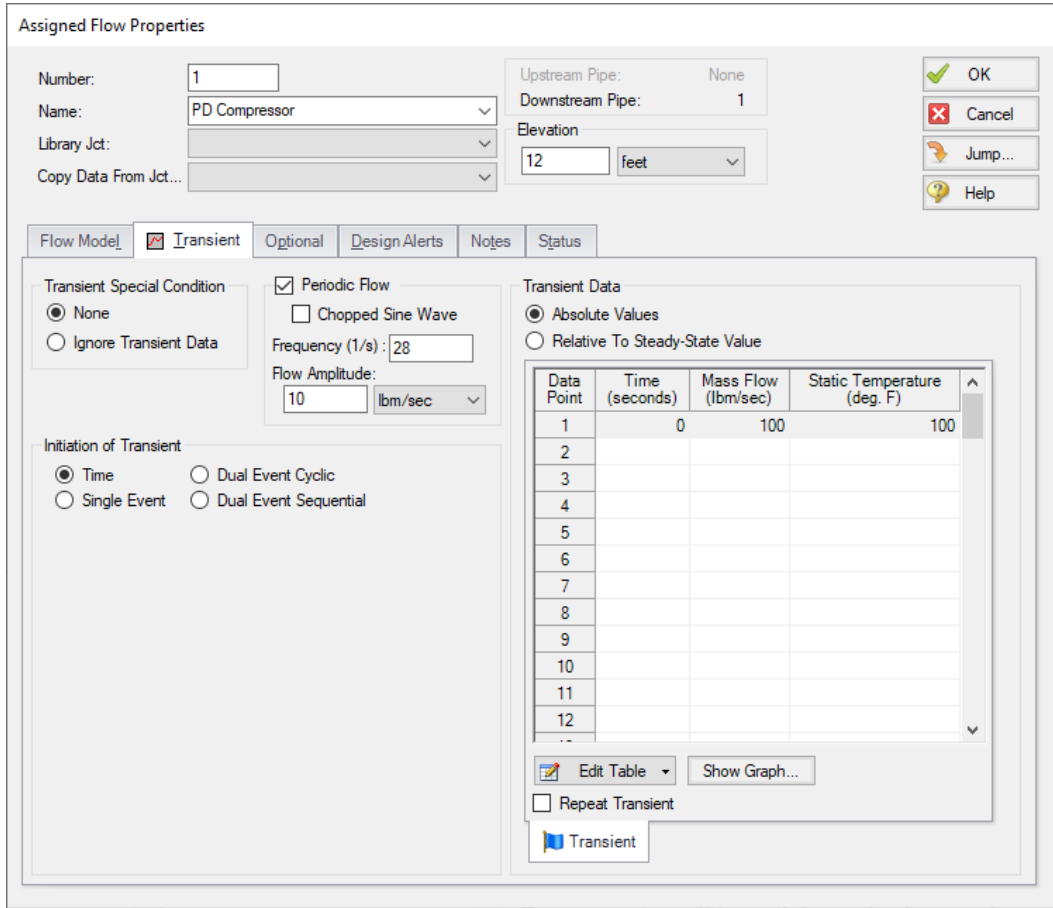 Assigned Flow Properties
Number: 1
Name: PD Compressor
Library Jct:
Copy Data From Jct...
Upstream Pipe: None
Downstream Pipe: 1
Elevation
12 feet
OK
Cancel
Jump...
Help
Flow Model Transient Optional Design Alerts Notes Status
Transient Special Condition
None
Ignore Transient Data
Periodic Flow
Chopped Sine Wave
Frequency (1/s) : 28
Flow Amplitude:
10 lbm/sec
Initiation of Transient
Time Dual Event Cyclic
Single Event Dual Event Sequential
Transient Data
Absolute Values
Relative To Steady-State Value
Data Time Mass Flow Static Temperature
Point (seconds) (lbm/sec) (deg. F)
1 0 100 100
2
3
4
5
6
7
8
9
10
11
12
Edit Table Show Graph...
Repeat Transient
Transient